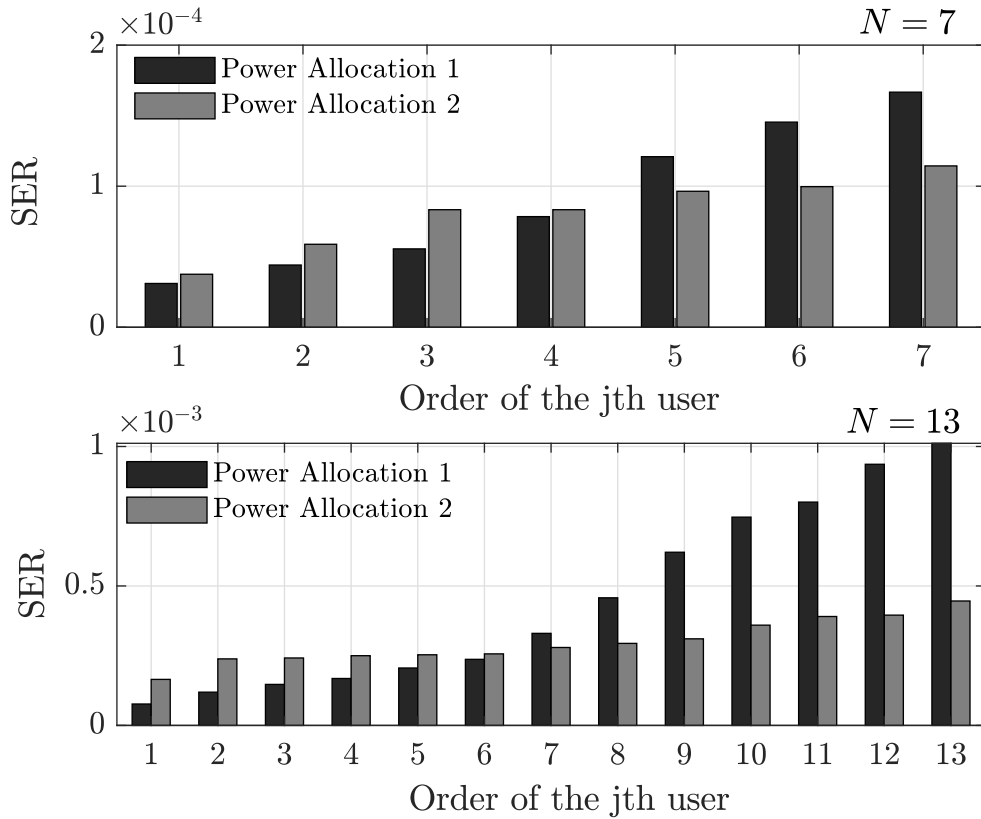 ×10⁻⁴ N = 7
2
Power Allocation 1
Power Allocation 2
1
SER
0
1 2 3 4 5 6 7
Order of the jth user
×10⁻³ N = 13
1
Power Allocation 1
Power Allocation 2
0.5
SER
0
1 2 3 4 5 6 7 8 9 10 11 12 13
Order of the jth user